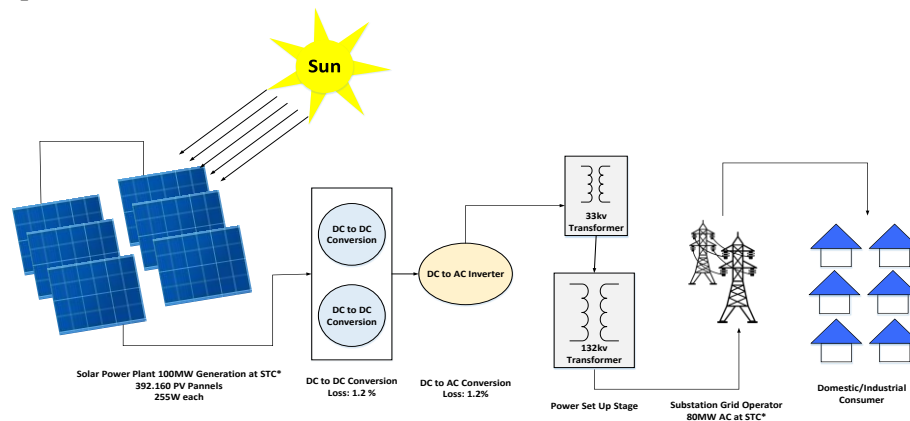 Sun
DC to DC
Conversion
DC to DC
Conversion
DC to AC Inverter
33kv
Transformer
132kv
Transformer
Solar Power Plant 100MW Generation at STC*
392.160 PV Pannels
255W each
DC to DC Conversion
Loss: 1.2 %
DC to AC Conversion
Loss: 1.2%
Power Set Up Stage
Substation Grid Operator
80MW AC at STC*
Domestic/Industrial
Consumer